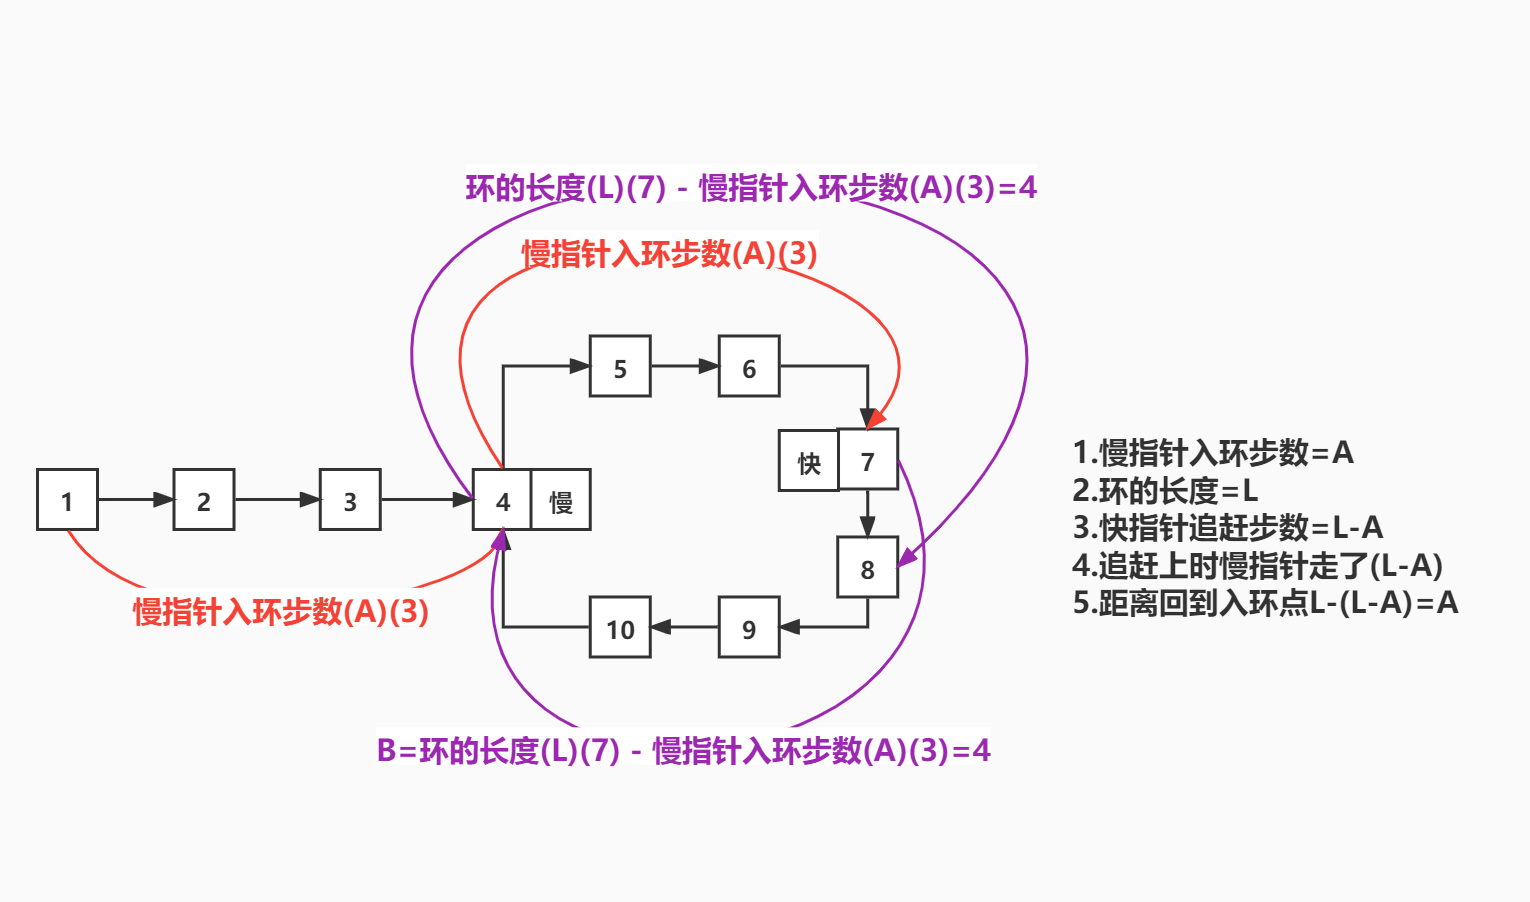 环的长度(L)(7) - 慢指针入环步数(A)(3)=4
慢指针入环步数(A)(3)
5
6
快
7
1
2
3
4
慢
8
慢指针入环步数(A)(3)
10
9
B=环的长度(L)(7) - 慢指针入环步数(A)(3)=4
1.慢指针入环步数=A
2.环的长度=L
3.快指针追赶步数=L-A
4.追赶上时慢指针走了(L-A)
5.距离回到入环点L-(L-A)=A